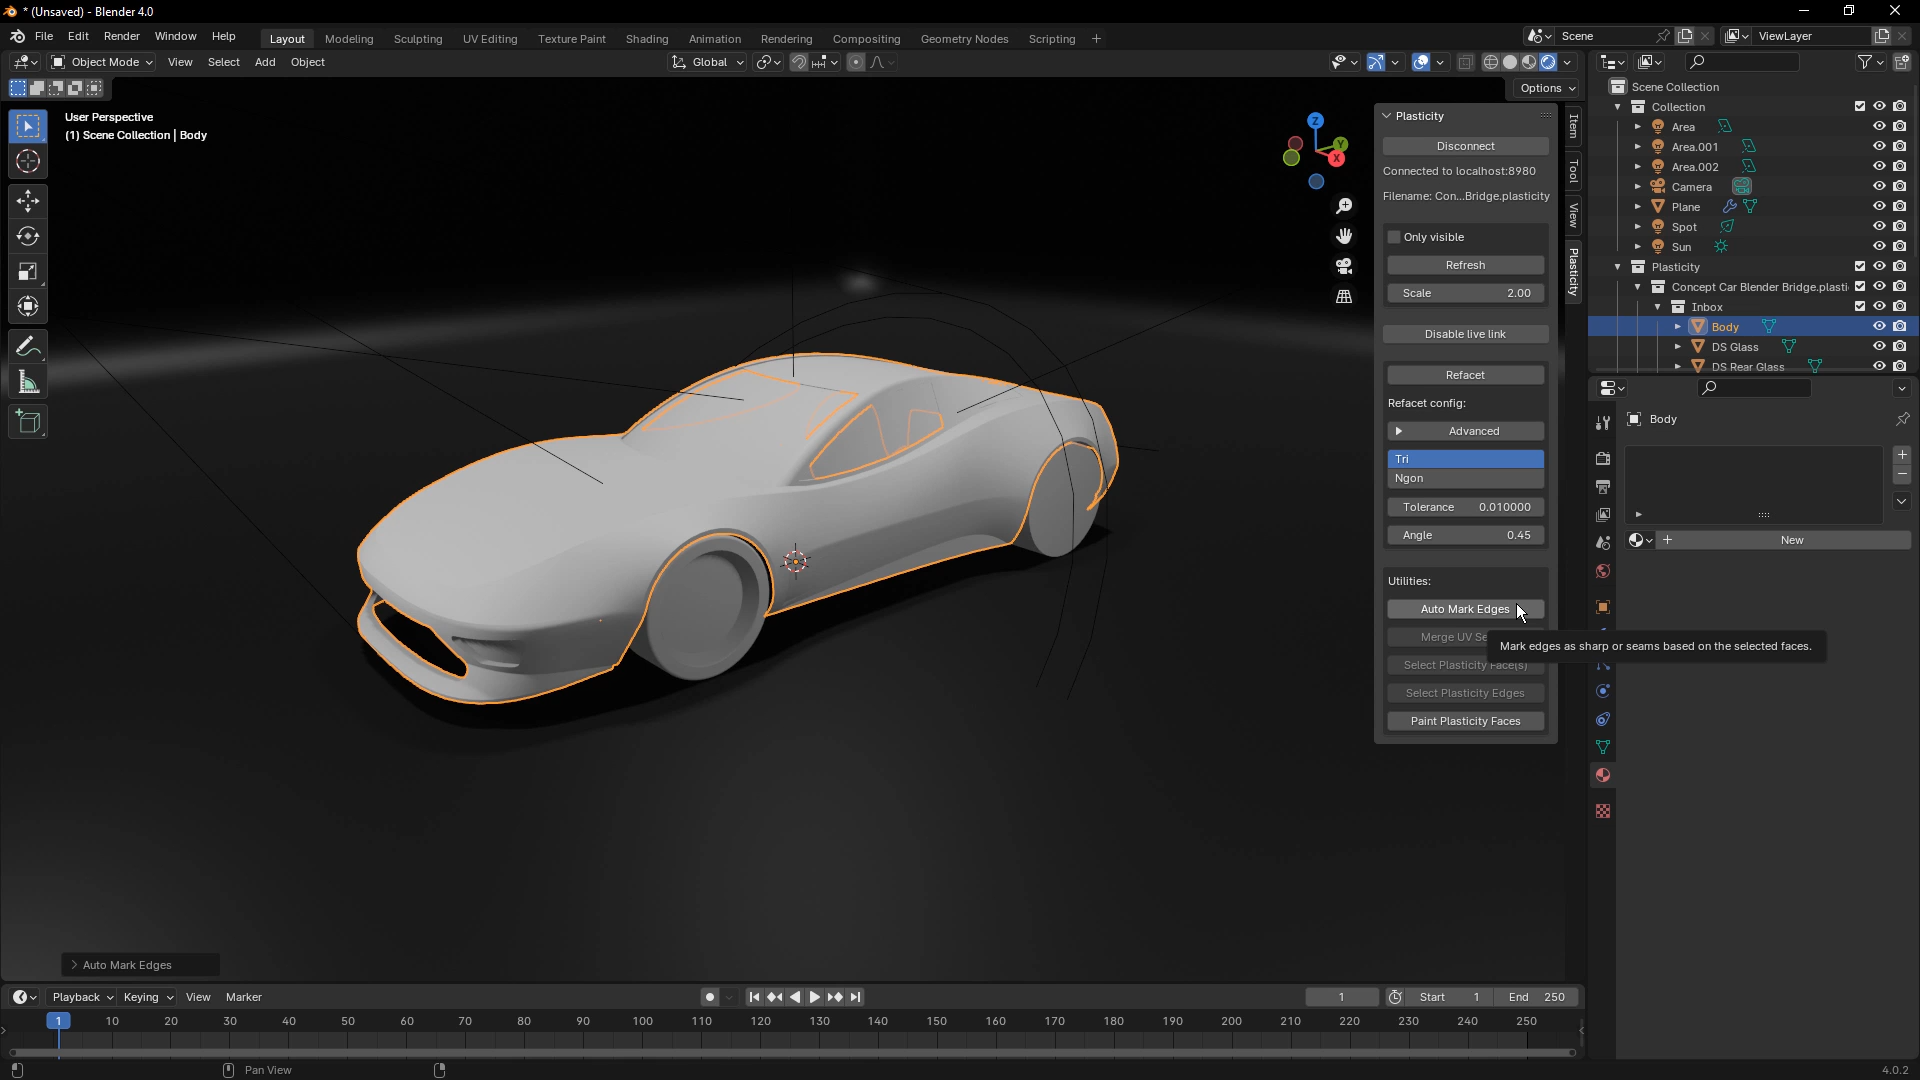 * (Unsaved) - Blender 4.0
File Edit Render Window Help
Layout Modeling Sculpting UV Editing Texture Paint Shading Animation Rendering Compositing Geometry Nodes Scripting +
Scene
ViewLayer
Object Mode View Select Add Object
Global
Options
User Perspective
(1) Scene Collection | Body
Z
Y
X
Plasticity
Disconnect
Connected to localhost:8980
Filename: Con...Bridge.plasticity
Only visible
Refresh
Scale 2.00
Disable live link
Refacet
Refacet config:
Advanced
Tri
Ngon
Tolerance 0.010000
Angle 0.45
Utilities:
Auto Mark Edges
Merge UV Se
Mark edges as sharp or seams based on the selected faces.
Select Plasticity Face(s)
Select Plasticity Edges
Paint Plasticity Faces
Item
Tool
View
Plasticity
Scene Collection
Collection
Area
Area.001
Area.002
Camera
Plane
Spot
Sun
Plasticity
Concept Car Blender Bridge.plasti
Inbox
Body
DS Glass
DS Rear Glass
Body
New
Auto Mark Edges
Playback Keying View Marker
1
Start 1
End 250
1 10 20 30 40 50 60 70 80 90 100 110 120 130 140 150 160 170 180 190 200 210 220 230 240 250
Pan View
4.0.2